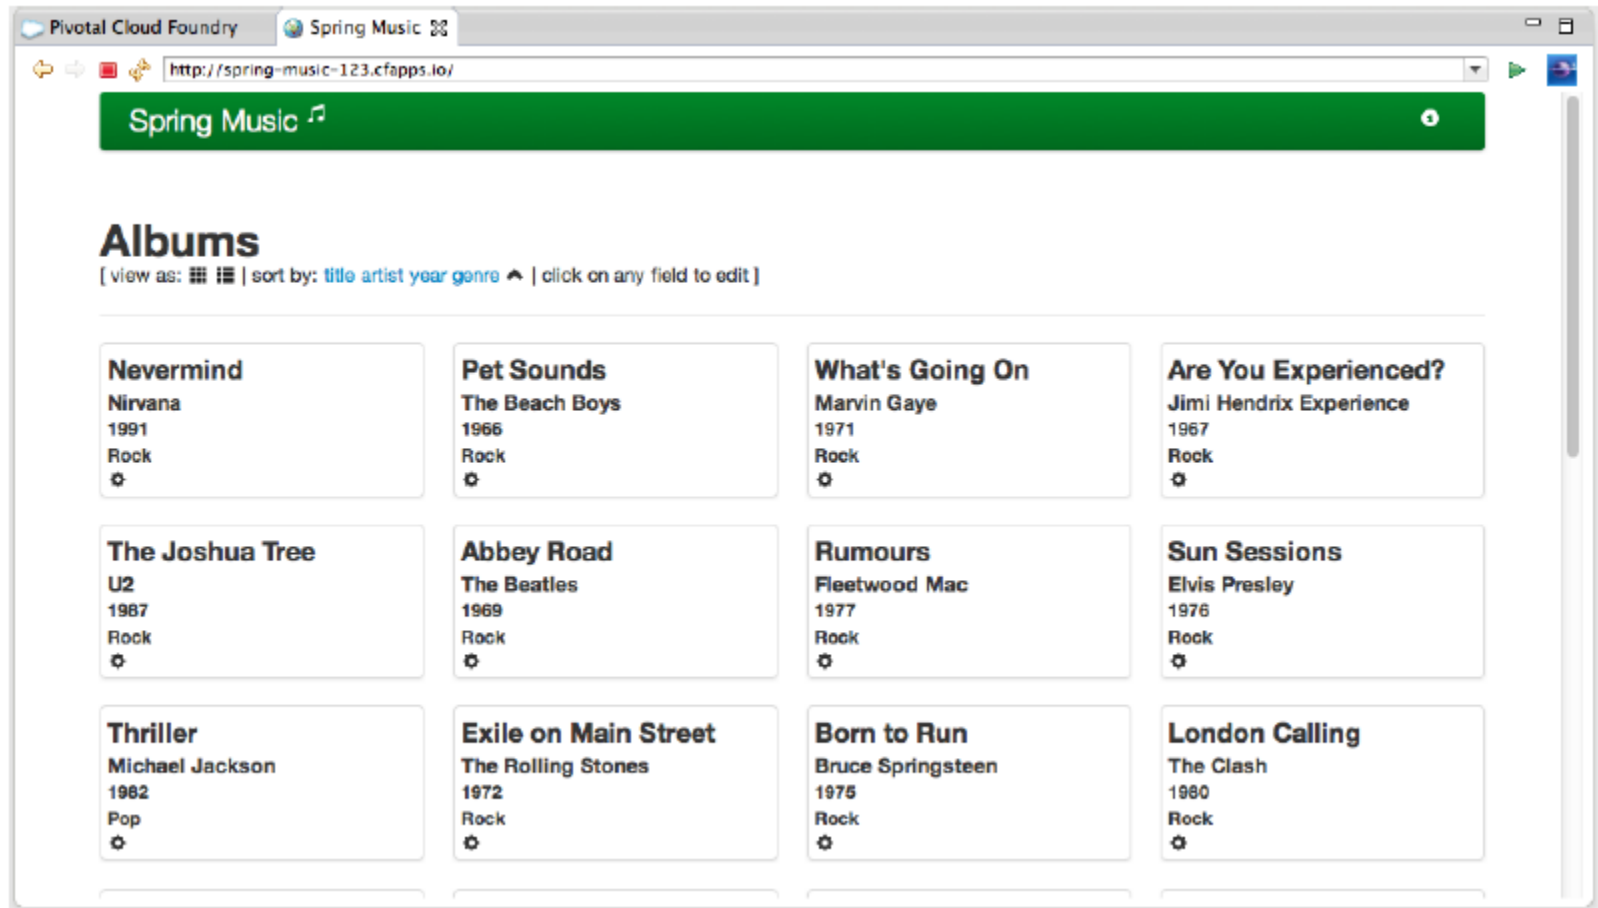 Pivotal Cloud Foundry
Spring Music
http://spring-music-123.cfapps.io/
Spring Music
Albums
[ view as: | sort by: title artist year genre | click on any field to edit ]
Nevermind
Nirvana
1991
Rock
Pet Sounds
The Beach Boys
1966
Rock
What's Going On
Marvin Gaye
1971
Rock
Are You Experienced?
Jimi Hendrix Experience
1967
Rock
The Joshua Tree
U2
1987
Rock
Abbey Road
The Beatles
1969
Rock
Rumours
Fleetwood Mac
1977
Rock
Sun Sessions
Elvis Presley
1976
Rock
Thriller
Michael Jackson
1982
Pop
Exile on Main Street
The Rolling Stones
1972
Rock
Born to Run
Bruce Springsteen
1975
Rock
London Calling
The Clash
1980
Rock